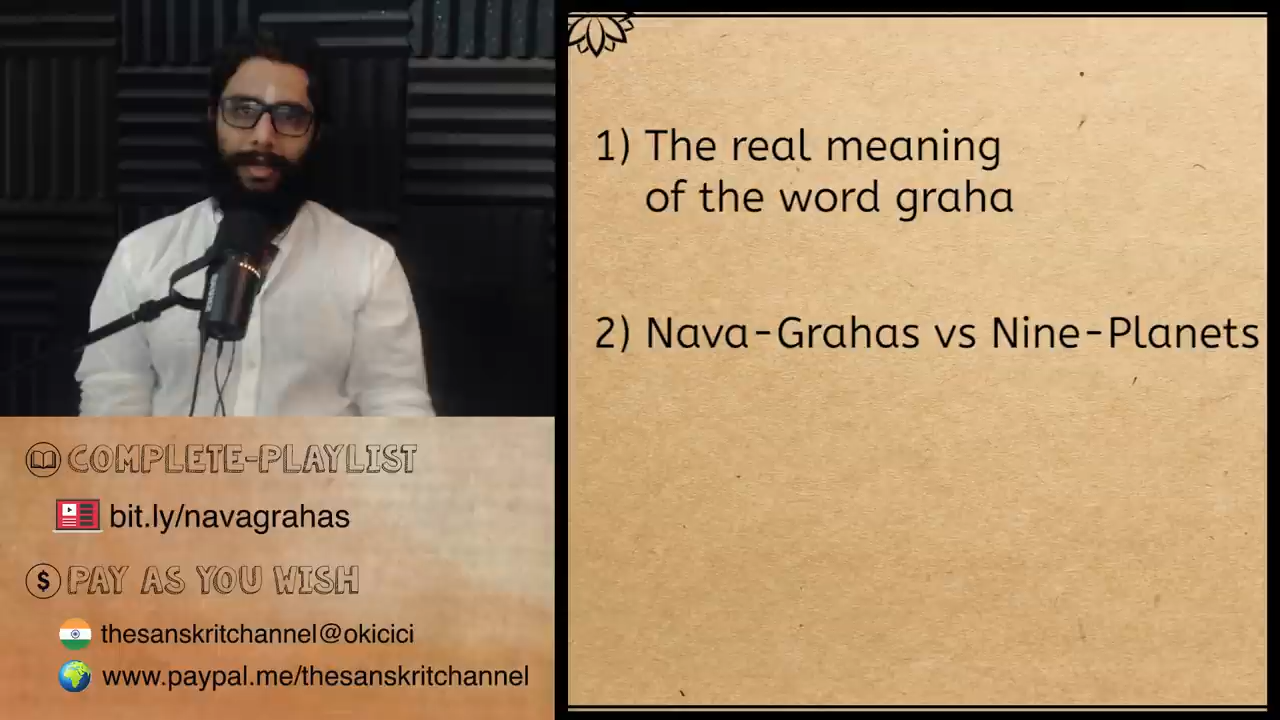 1) The real meaning
of the word graha
2) Nava-Grahas vs Nine-Planets
COMPLETE-PLAYLIST
bit.ly/navagrahas
$ PAY AS YOU WISH
thesanskritchannel@okicici
www.paypal.me/thesanskritchannel